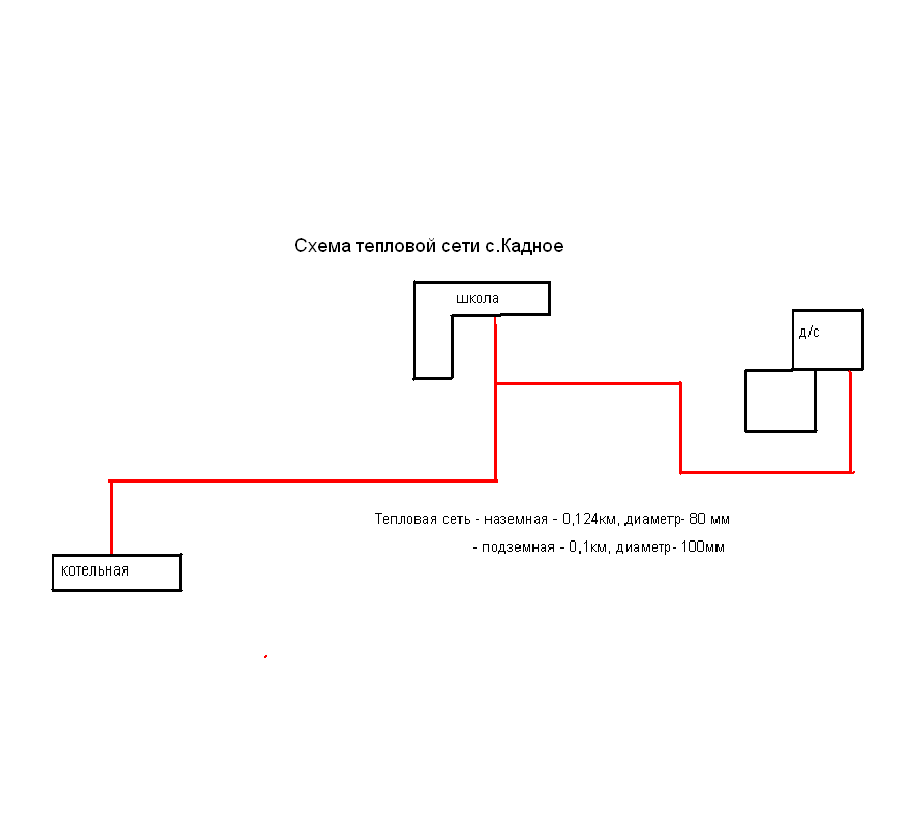 Схема тепловой сети с.Кадное
школа
д/с
Тепловая сеть - наземная - 0,124км, диаметр- 80 мм
- подземная - 0,1км, диаметр- 100мм
котельная